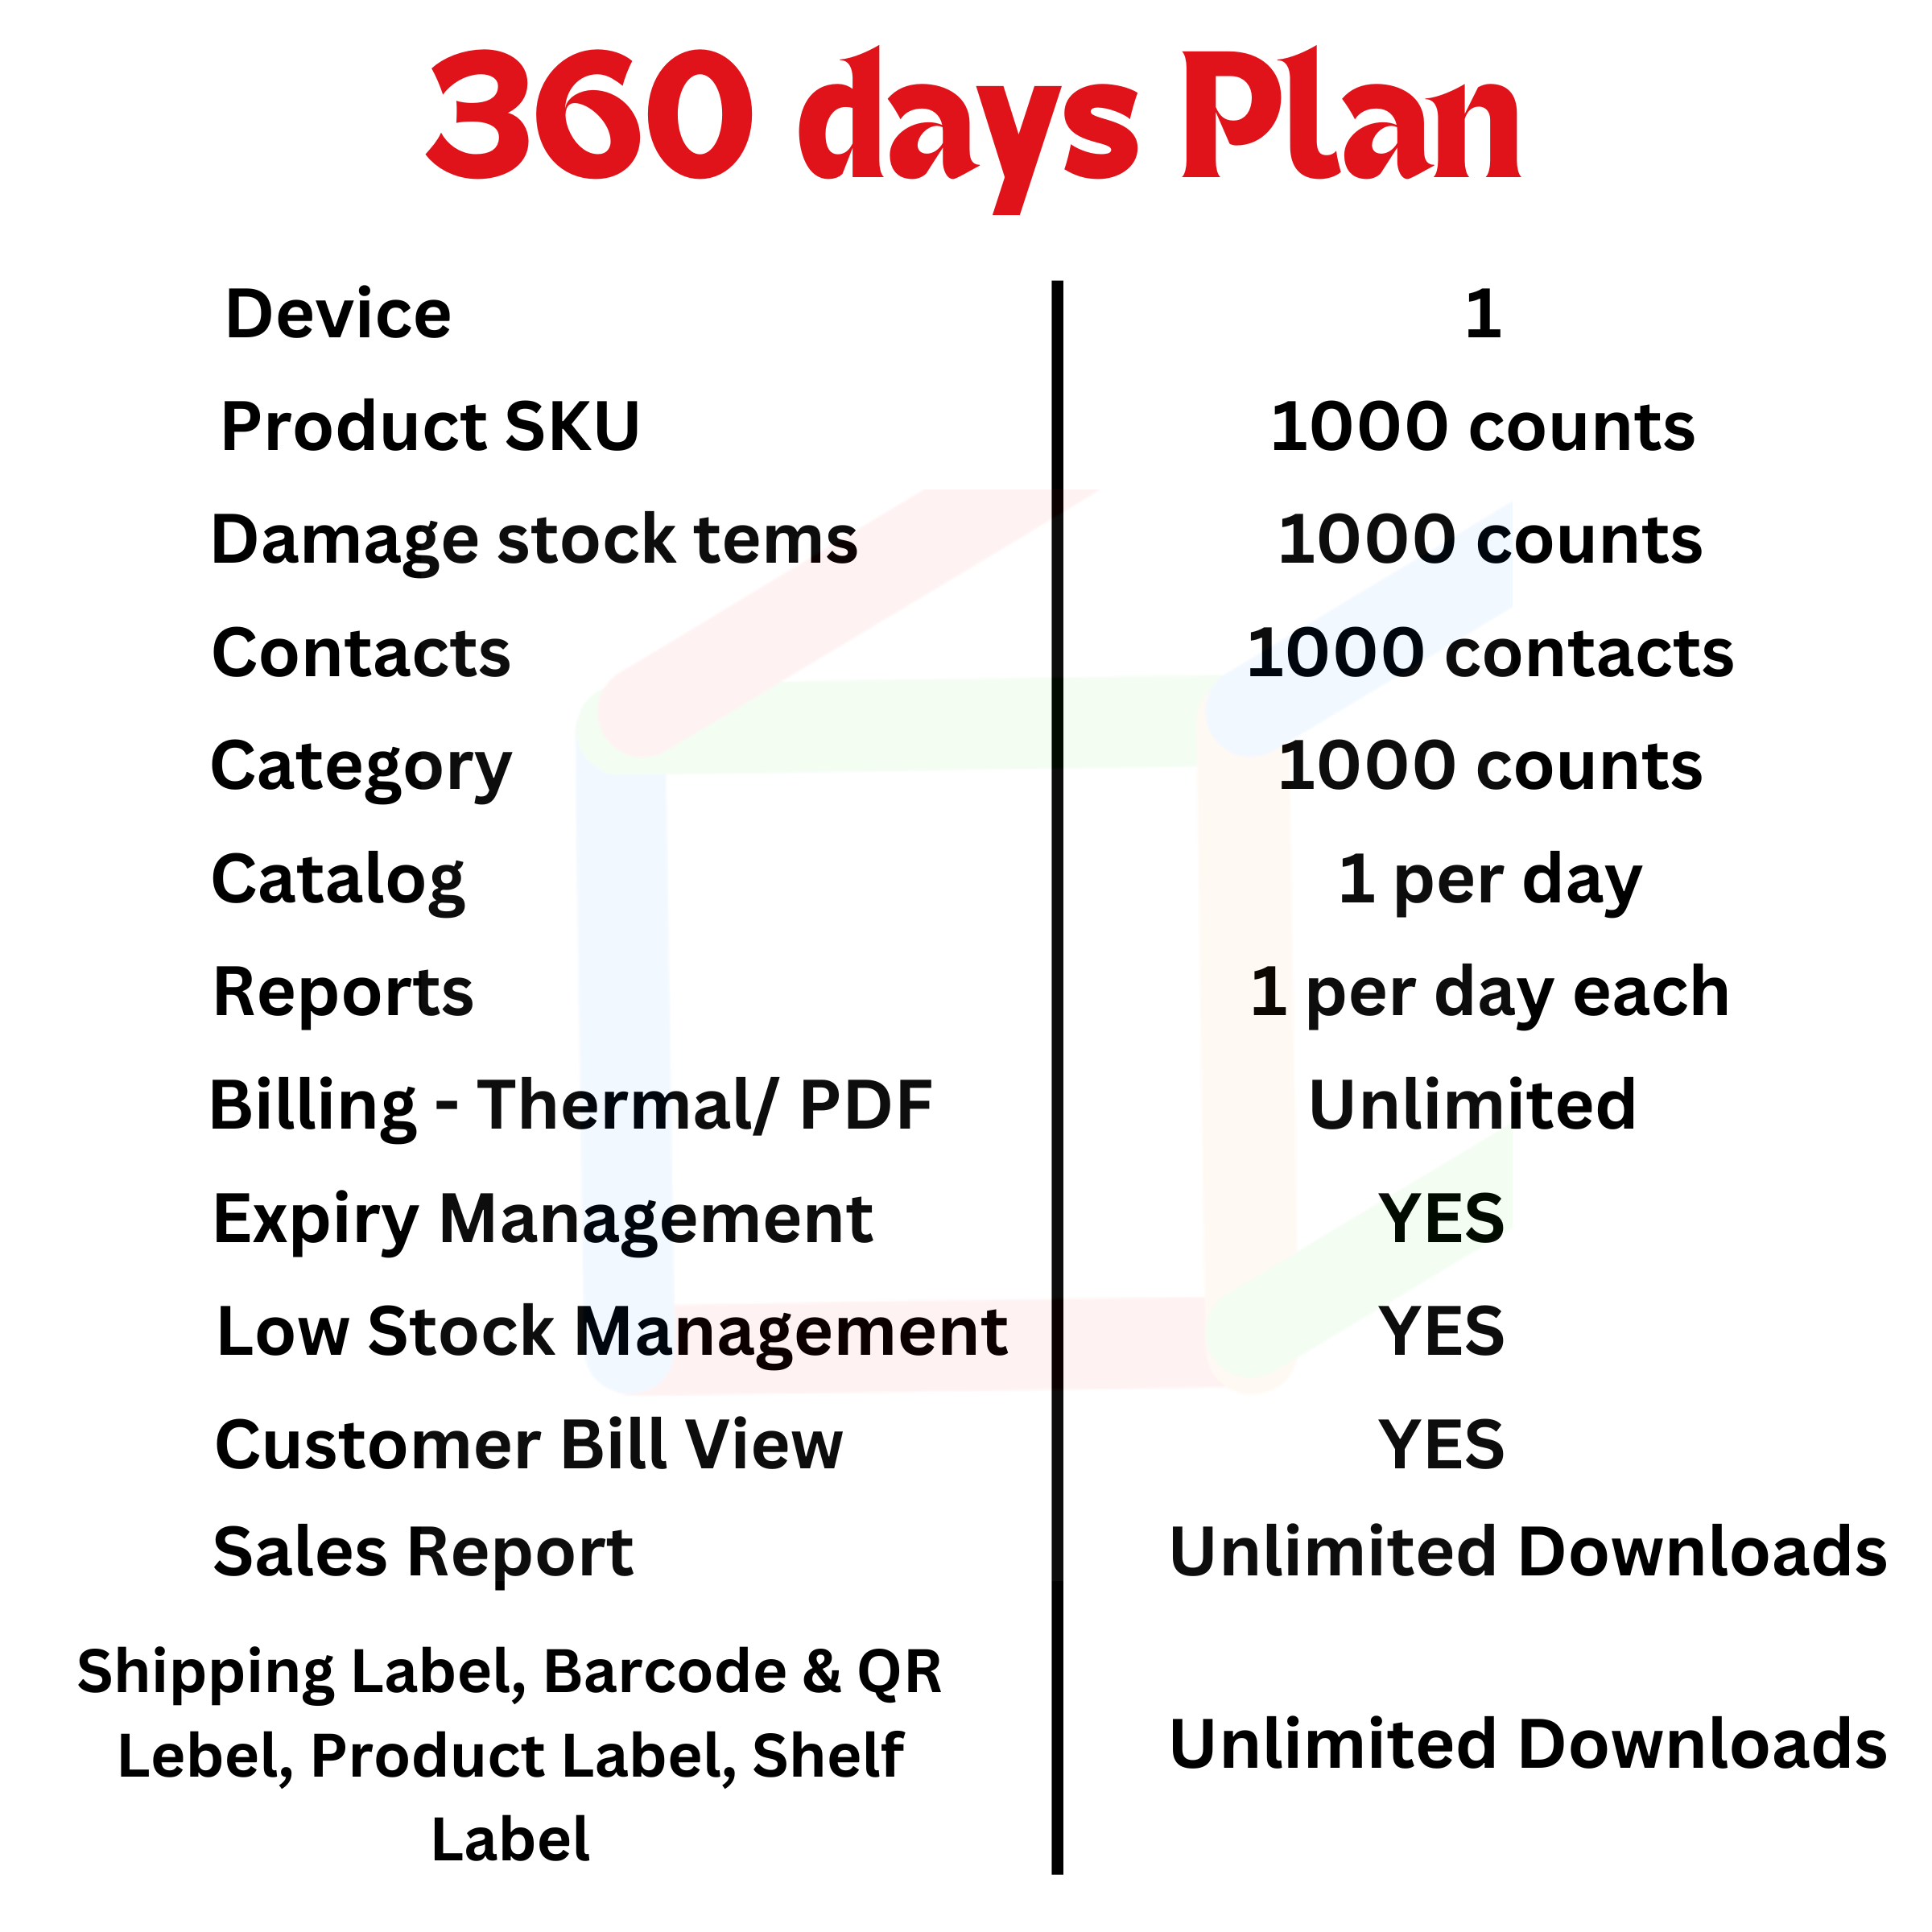 360 days Plan
Device 1
Product SKU 1000 counts
Damage stock tems 1000 counts
Contacts 1000 contacts
Category 1000 counts
Catalog 1 per day
Reports 1 per day each
Billing - Thermal/ PDF Unlimited
Expiry Management YES
Low Stock Management YES
Customer Bill View YES
Sales Report Unlimited Downloads
Shipping Label, Barcode & QR
Lebel, Product Label, Shelf
Label
Unlimited Downloads